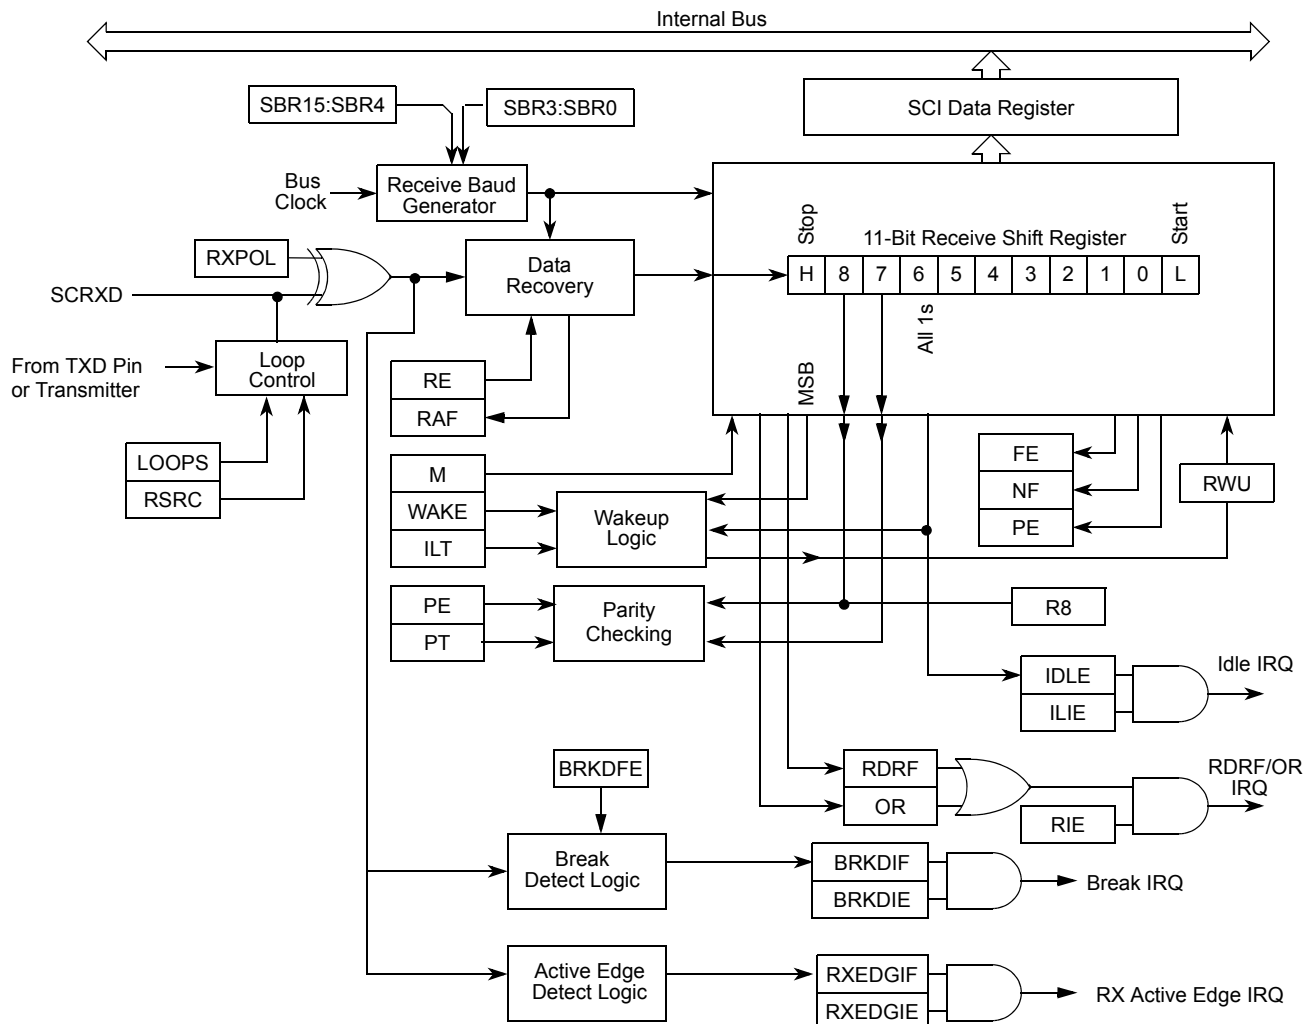 Internal Bus
SBR15:SBR4
SBR3:SBR0
SCI Data Register
Bus
Clock
Receive Baud
Generator
RXPOL
SCRXD
Data
Recovery
Stop
11-Bit Receive Shift Register
Start
H 8 7 6 5 4 3 2 1 0 L
All 1s
MSB
From TXD Pin
or Transmitter
Loop
Control
RE
RAF
LOOPS
RSRC
M
WAKE
ILT
Wakeup
Logic
FE
NF
PE
RWU
PE
PT
Parity
Checking
R8
IDLE
ILIE
Idle IRQ
BRKDFE
RDRF
OR
RIE
RDRF/OR
IRQ
Break
Detect Logic
BRKDIF
BRKDIE
Break IRQ
Active Edge
Detect Logic
RXEDGIF
RXEDGIE
RX Active Edge IRQ